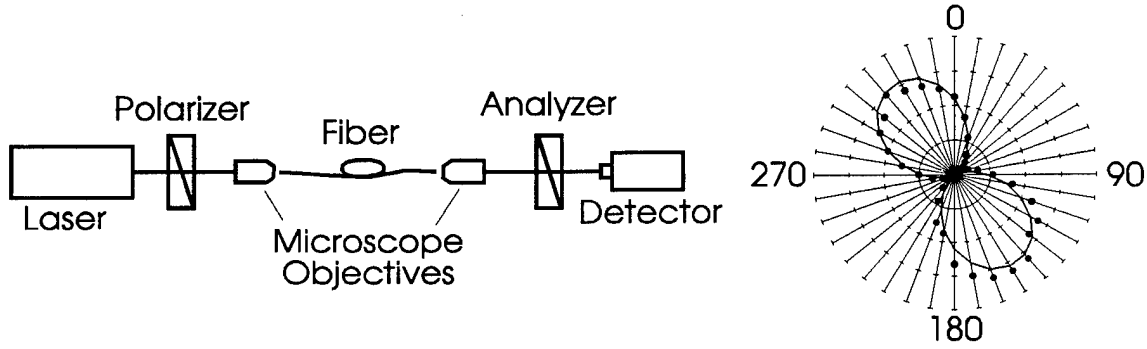 Polarizer
Fiber
Analyzer
Laser
Microscope
Objectives
Detector
0
270
90
180